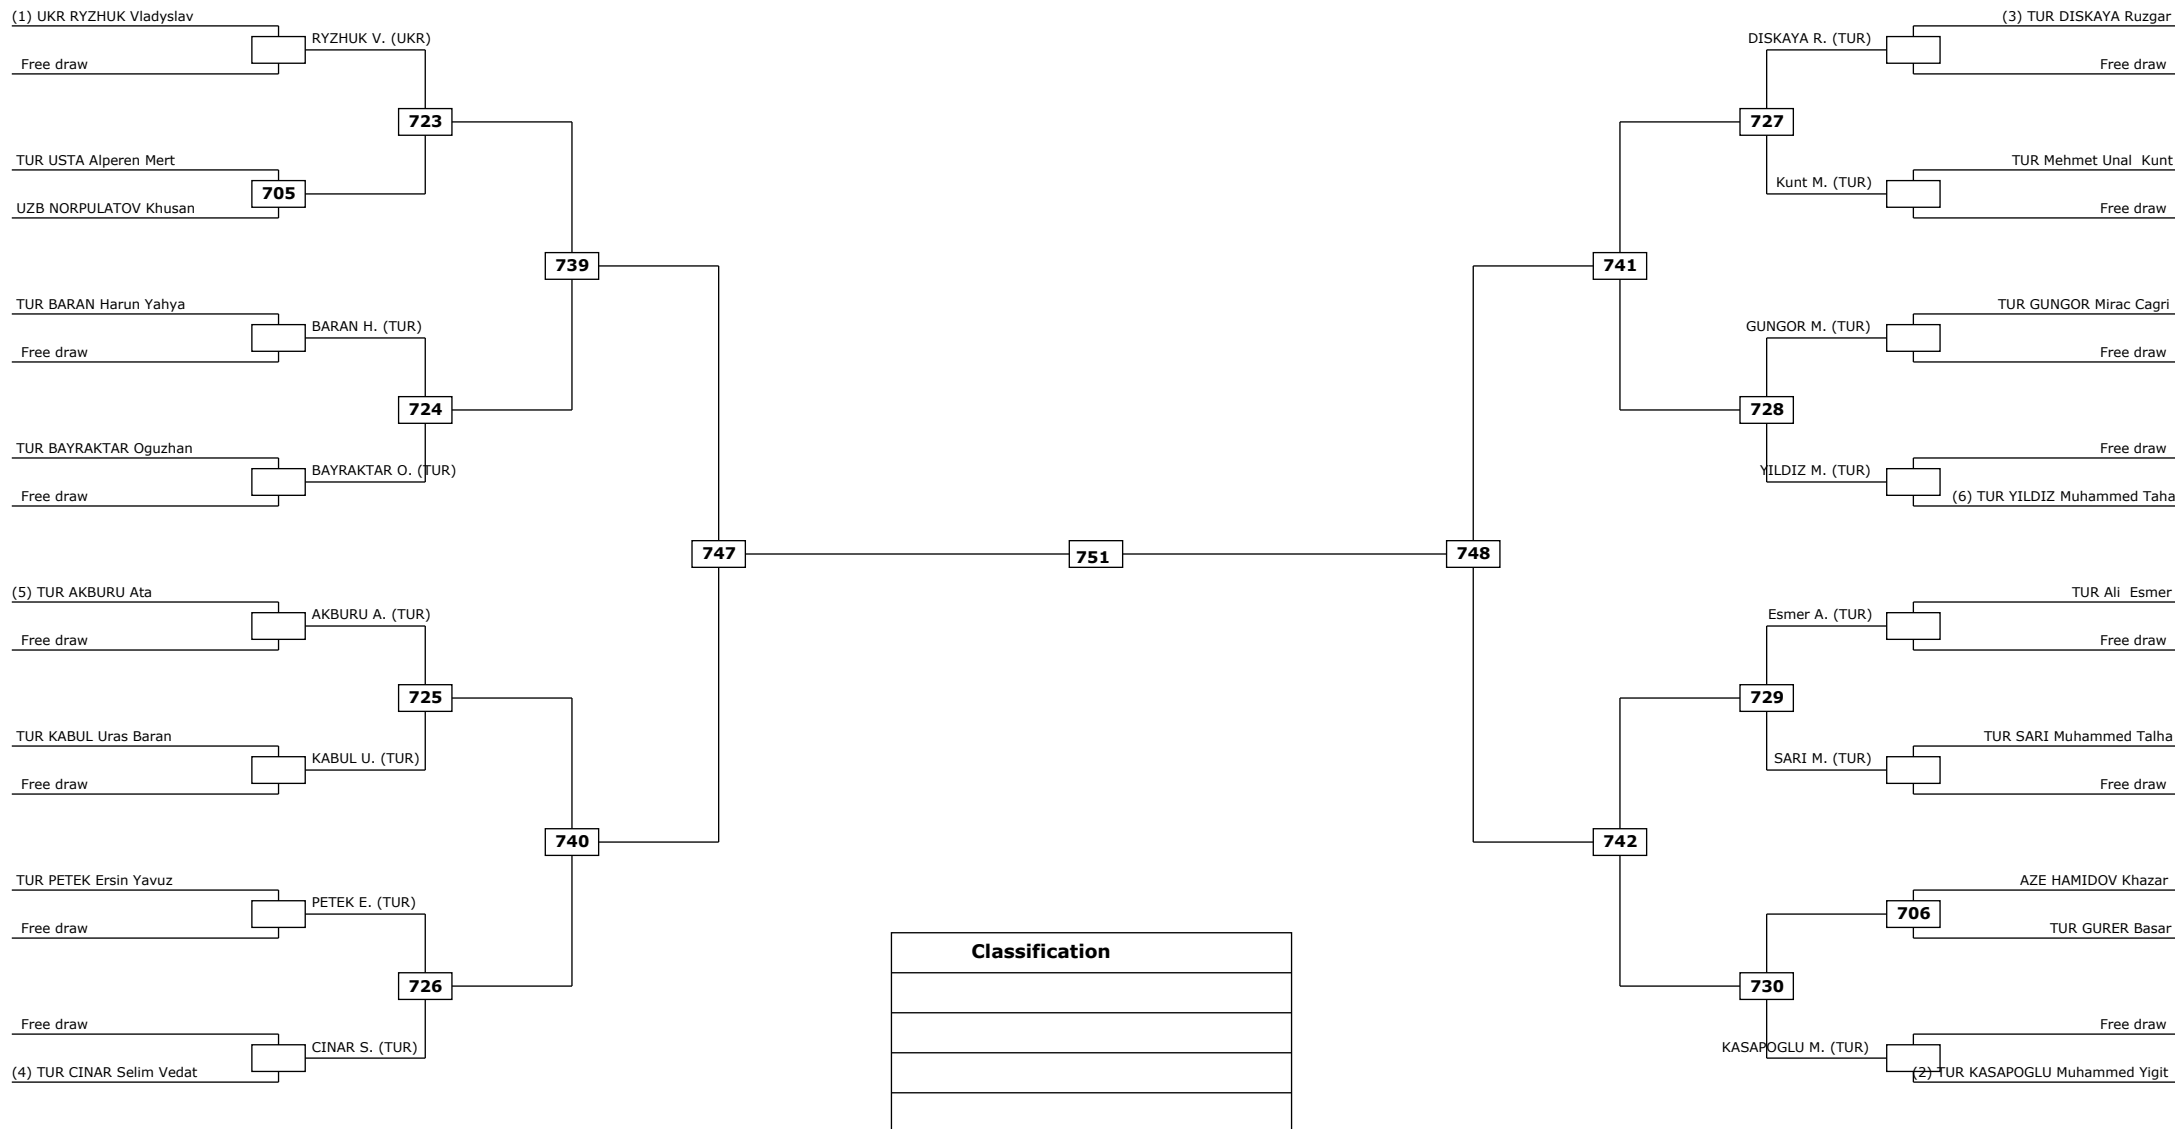 (1) UKR RYZHUK Vladyslav
RYZHUK V. (UKR)
Free draw
723
TUR USTA Alperen Mert
705
UZB NORPULATOV Khusan
739
TUR BARAN Harun Yahya
BARAN H. (TUR)
Free draw
724
TUR BAYRAKTAR Oguzhan
BAYRAKTAR O. (TUR)
Free draw
747
(5) TUR AKBURU Ata
AKBURU A. (TUR)
Free draw
725
TUR KABUL Uras Baran
KABUL U. (TUR)
Free draw
740
TUR PETEK Ersin Yavuz
PETEK E. (TUR)
Free draw
726
Free draw
CINAR S. (TUR)
(4) TUR CINAR Selim Vedat
751
Classification
(3) TUR DISKAYA Ruzgar
DISKAYA R. (TUR)
Free draw
727
TUR Mehmet Unal  Kunt
Kunt M. (TUR)
Free draw
741
TUR GUNGOR Mirac Cagri
GUNGOR M. (TUR)
Free draw
728
Free draw
YILDIZ M. (TUR)
(6) TUR YILDIZ Muhammed Taha
748
TUR Ali  Esmer
Esmer A. (TUR)
Free draw
729
TUR SARI Muhammed Talha
SARI M. (TUR)
Free draw
742
AZE HAMIDOV Khazar
706
TUR GURER Basar
730
Free draw
KASAPOGLU M. (TUR)
(2) TUR KASAPOGLU Muhammed Yigit